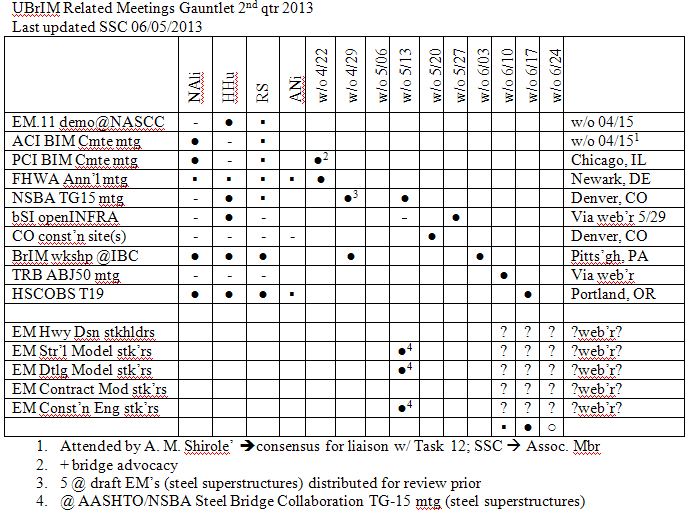 UBrIM Related Meetings Gauntlet 2nd qtr 2013
Last updated SSC 06/05/2013
NAli HHu RS ANi w/o 4/22 w/o 4/29 w/o 5/06 w/o 5/13 w/o 5/20 w/o 5/27 w/o 6/03 w/o 6/10 w/o 6/17 w/o 6/24
EM.11 demo@NASCC - ● ▪ w/o 04/15
ACI BIM Cmte mtg ● - ▪ w/o 04/15¹
PCI BIM Cmte mtg ● - ▪ ●² Chicago, IL
FHWA Ann'l mtg ▪ ▪ ▪ ▪ ● Newark, DE
NSBA TG15 mtg - ● ▪ ●³ ● Denver, CO
bSI openINFRA - ● - - ● Via web'r 5/29
CO const'n site(s) - - - - ● Denver, CO
BrIM wkshp @IBC ● ● ● ● ● Pitts'gh, PA
TRB ABJ50 mtg - - - ● Via web'r
HSCOBS T19 ● ● ● ▪ ● Portland, OR
EM Hwy Dsn stkhldrs ? ? ? ?web'r?
EM Str'l Model stk'rs ●⁴ ? ? ? ?web'r?
EM Dtlg Model stk'rs ●⁴ ? ? ? ?web'r?
EM Contract Mod stk'rs ? ? ? ?web'r?
EM Const'n Eng stk'rs ●⁴ ? ? ? ?web'r?
▪ ● ○
1. Attended by A. M. Shirole' ➔consensus for liaison w/ Task 12; SSC → Assoc. Mbr
2. + bridge advocacy
3. 5 @ draft EM's (steel superstructures) distributed for review prior
4. @ AASHTO/NSBA Steel Bridge Collaboration TG-15 mtg (steel superstructures)